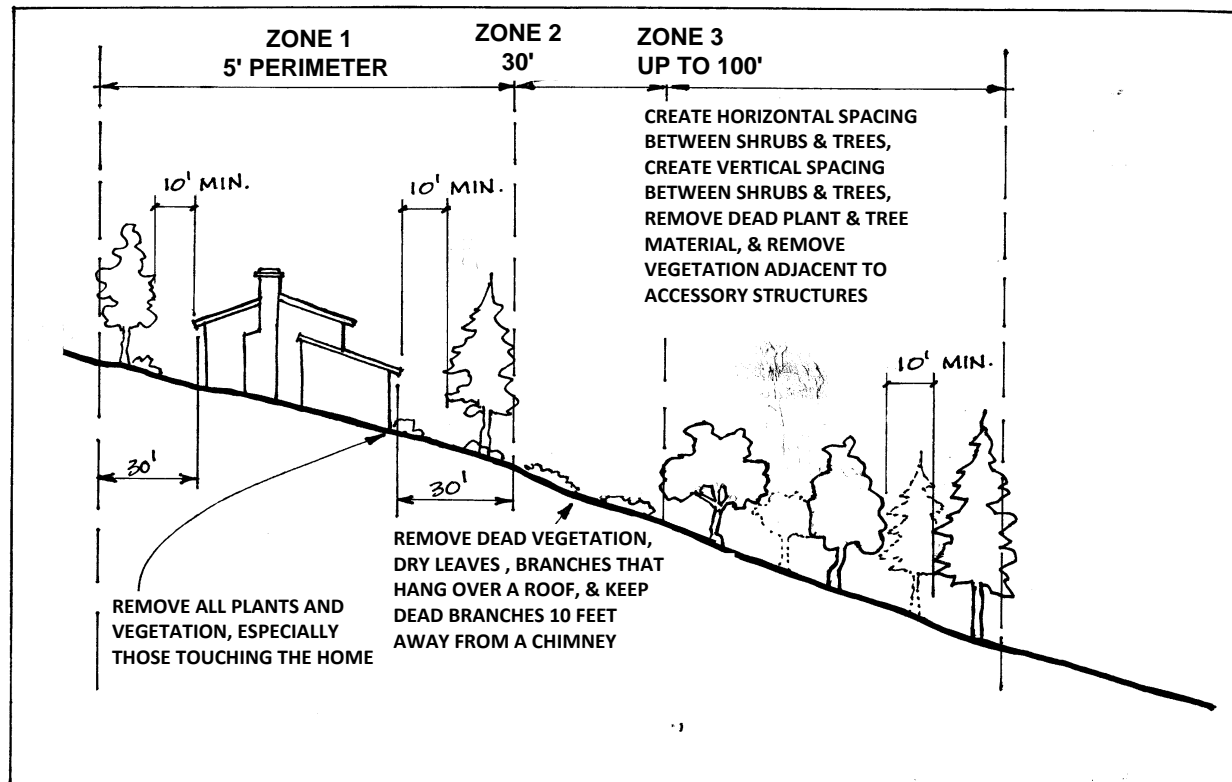 ZONE 1
5' PERIMETER
ZONE 2
30'
ZONE 3
UP TO 100'
CREATE HORIZONTAL SPACING
BETWEEN SHRUBS & TREES,
CREATE VERTICAL SPACING
BETWEEN SHRUBS & TREES,
REMOVE DEAD PLANT & TREE
MATERIAL, & REMOVE
VEGETATION ADJACENT TO
ACCESSORY STRUCTURES
10' MIN.
10' MIN.
10' MIN.
30'
30'
REMOVE DEAD VEGETATION,
DRY LEAVES , BRANCHES THAT
HANG OVER A ROOF, & KEEP
DEAD BRANCHES 10 FEET
AWAY FROM A CHIMNEY
REMOVE ALL PLANTS AND
VEGETATION, ESPECIALLY
THOSE TOUCHING THE HOME